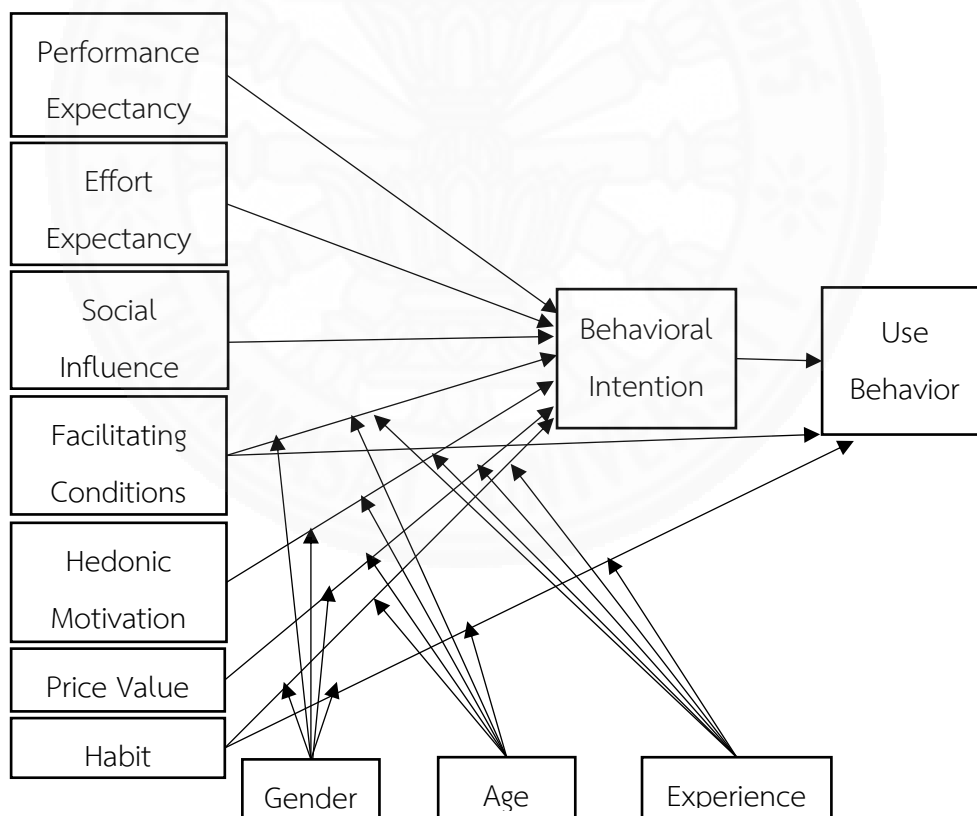 Performance
Expectancy
Effort
Expectancy
Social
Influence
Facilitating
Conditions
Hedonic
Motivation
Price Value
Habit
Behavioral
Intention
Use
Behavior
Gender
Age
Experience